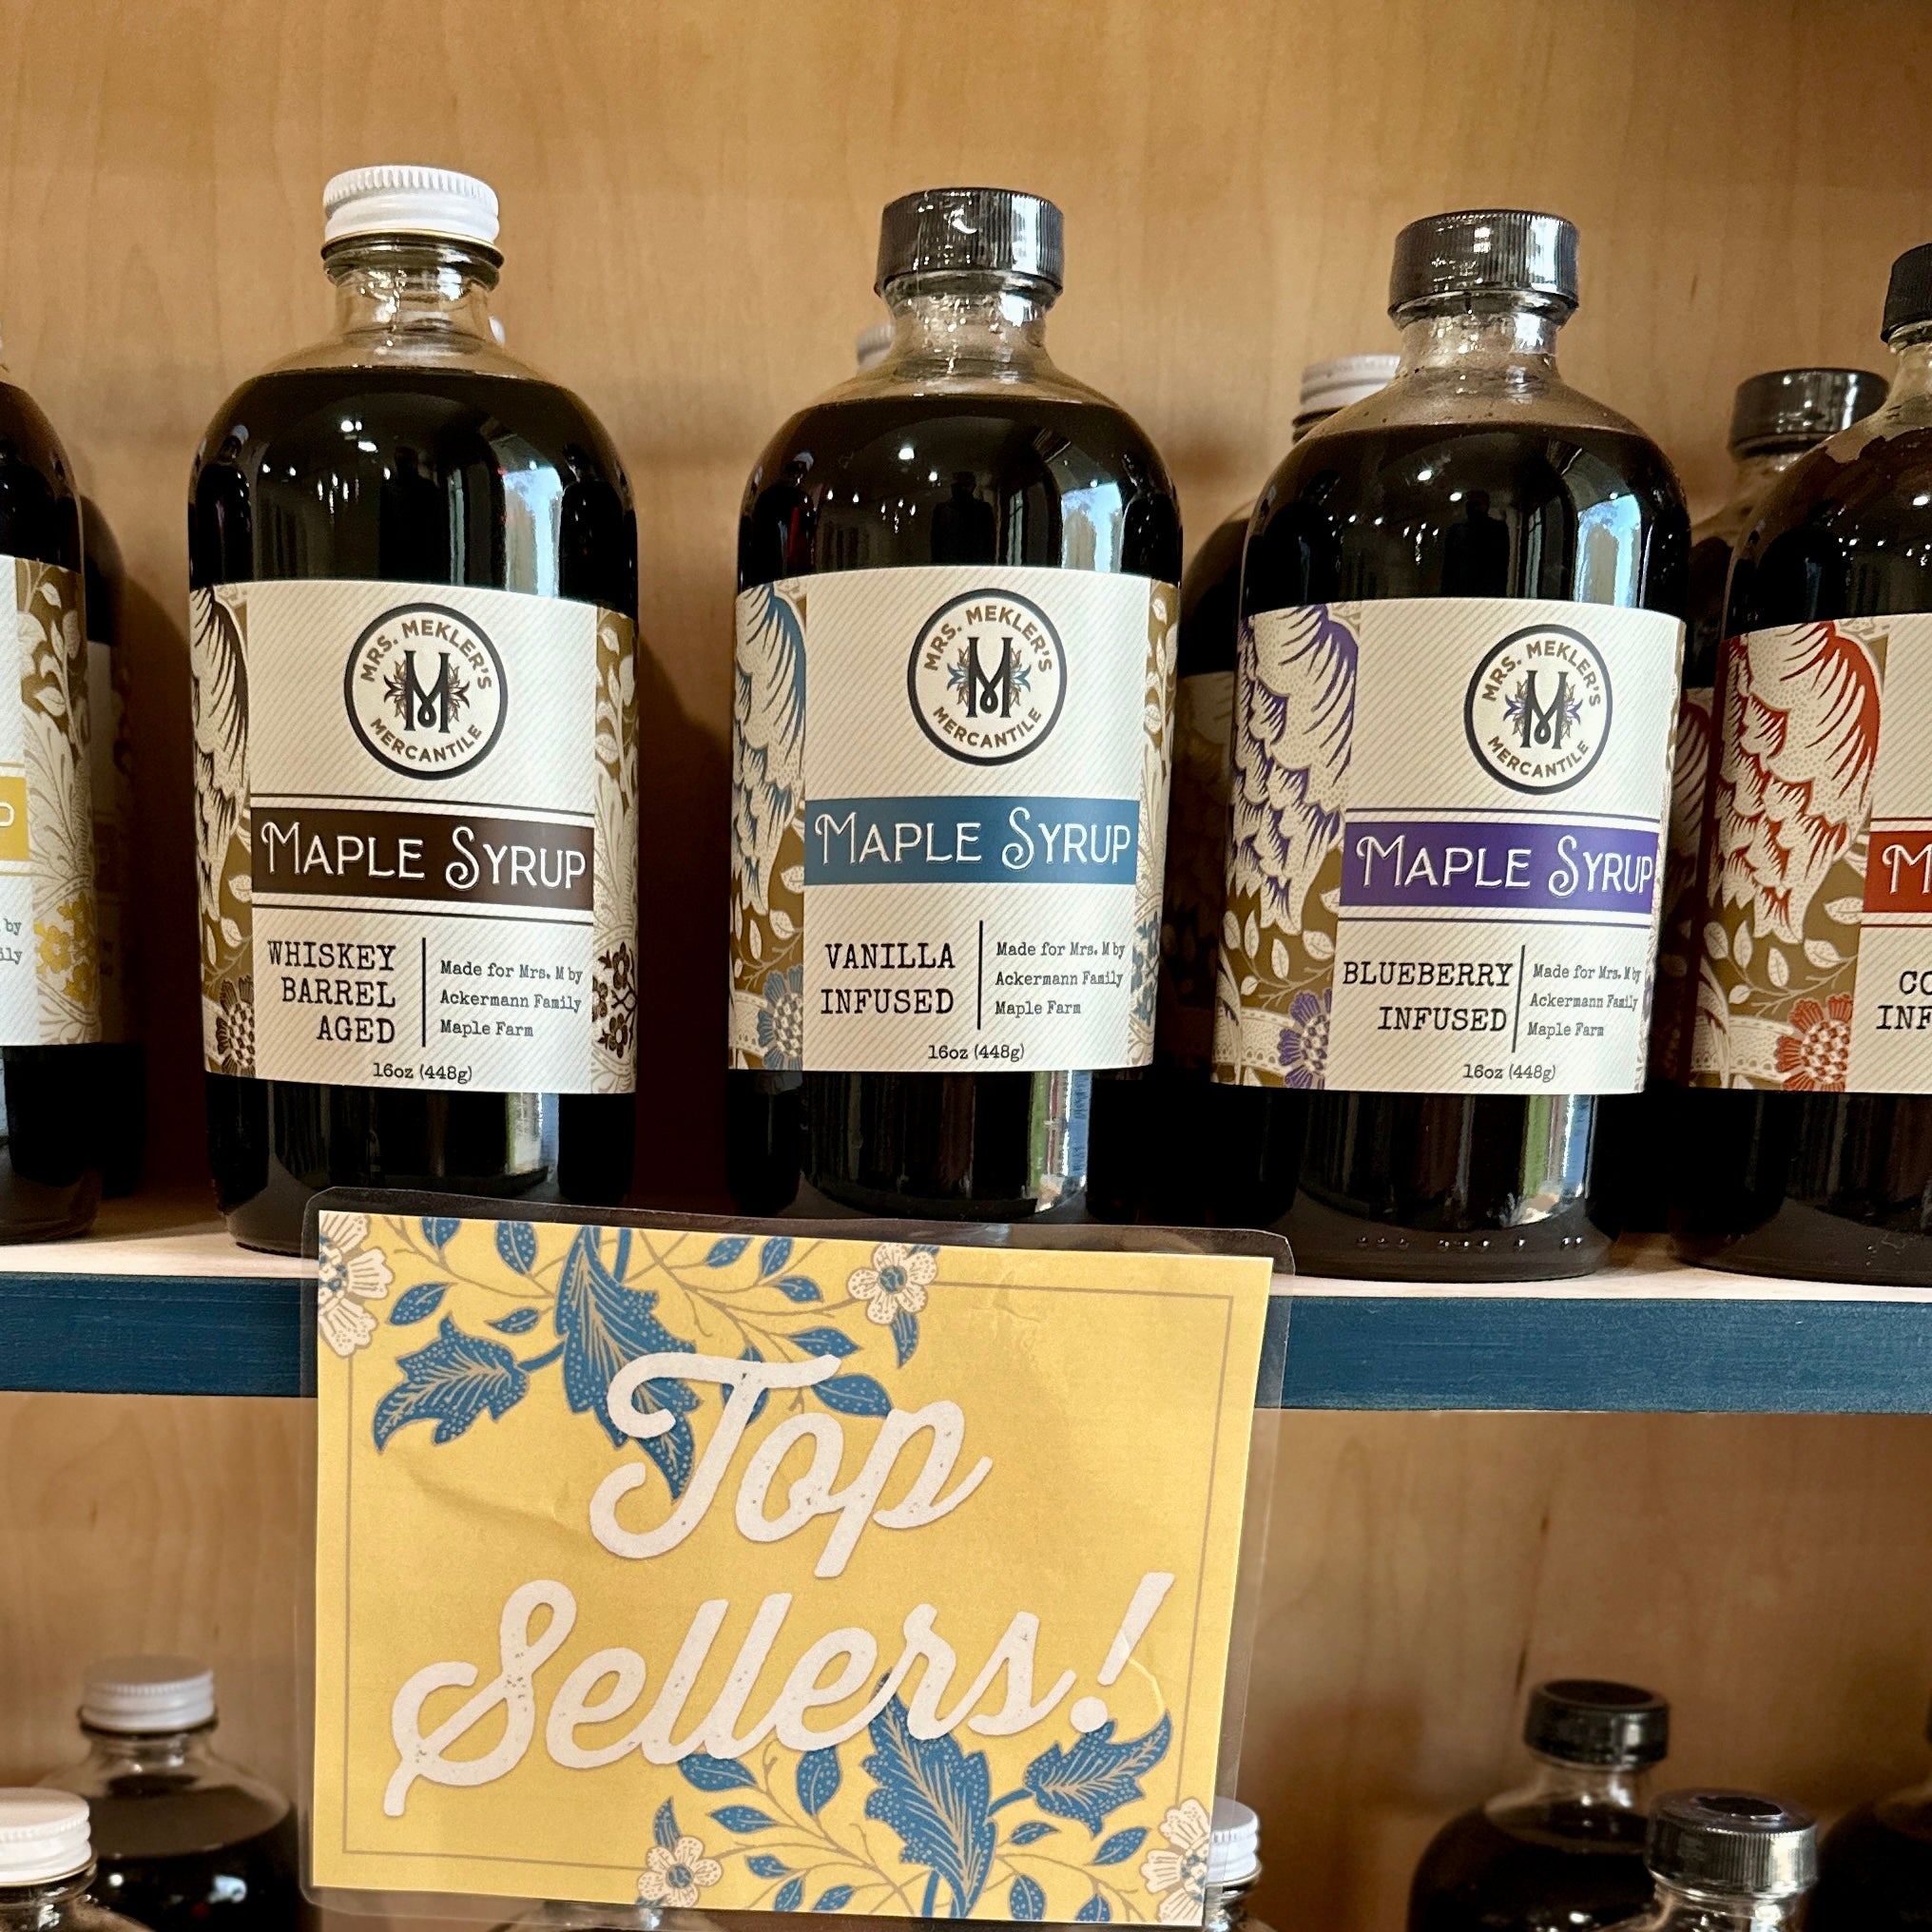 MRS. MEKLER'S
MERCANTILE
M
MAPLE SYRUP
WHISKEY
BARREL
AGED
Made for Mrs. M by
Ackermann Family
Maple Farm
16oz (448g)
MRS. MEKLER'S
MERCANTILE
M
MAPLE SYRUP
VANILLA
INFUSED
Made for Mrs. M by
Ackermann Family
Maple Farm
16oz (448g)
MRS. MEKLER'S
MERCANTILE
M
MAPLE SYRUP
BLUEBERRY
INFUSED
Made for Mrs. M by
Ackermann Family
Maple Farm
16oz (448g)
Top
Sellers!